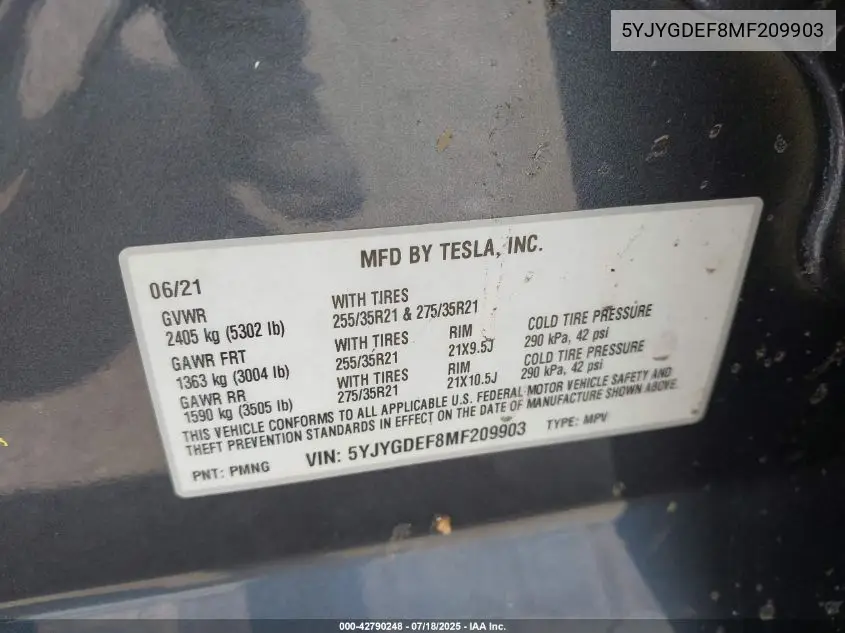 5YJYGDEF8MF209903
MFD BY TESLA, INC.
06/21
GVWR
2405 kg (5302 lb)
WITH TIRES
255/35R21 & 275/35R21
GAWR FRT
1363 kg (3004 lb)
WITH TIRES
255/35R21
RIM
21X9.5J
COLD TIRE PRESSURE
290 kPa, 42 psi
GAWR RR
1590 kg (3505 lb)
WITH TIRES
275/35R21
RIM
21X10.5J
COLD TIRE PRESSURE
290 kPa, 42 psi
THIS VEHICLE CONFORMS TO ALL APPLICABLE U.S. FEDERAL MOTOR VEHICLE SAFETY AND
THEFT PREVENTION STANDARDS IN EFFECT ON THE DATE OF MANUFACTURE SHOWN ABOVE.
PNT: PMNG
VIN: 5YJYGDEF8MF209903
TYPE: MPV
000-42790248 - 07/18/2025 - IAA Inc.